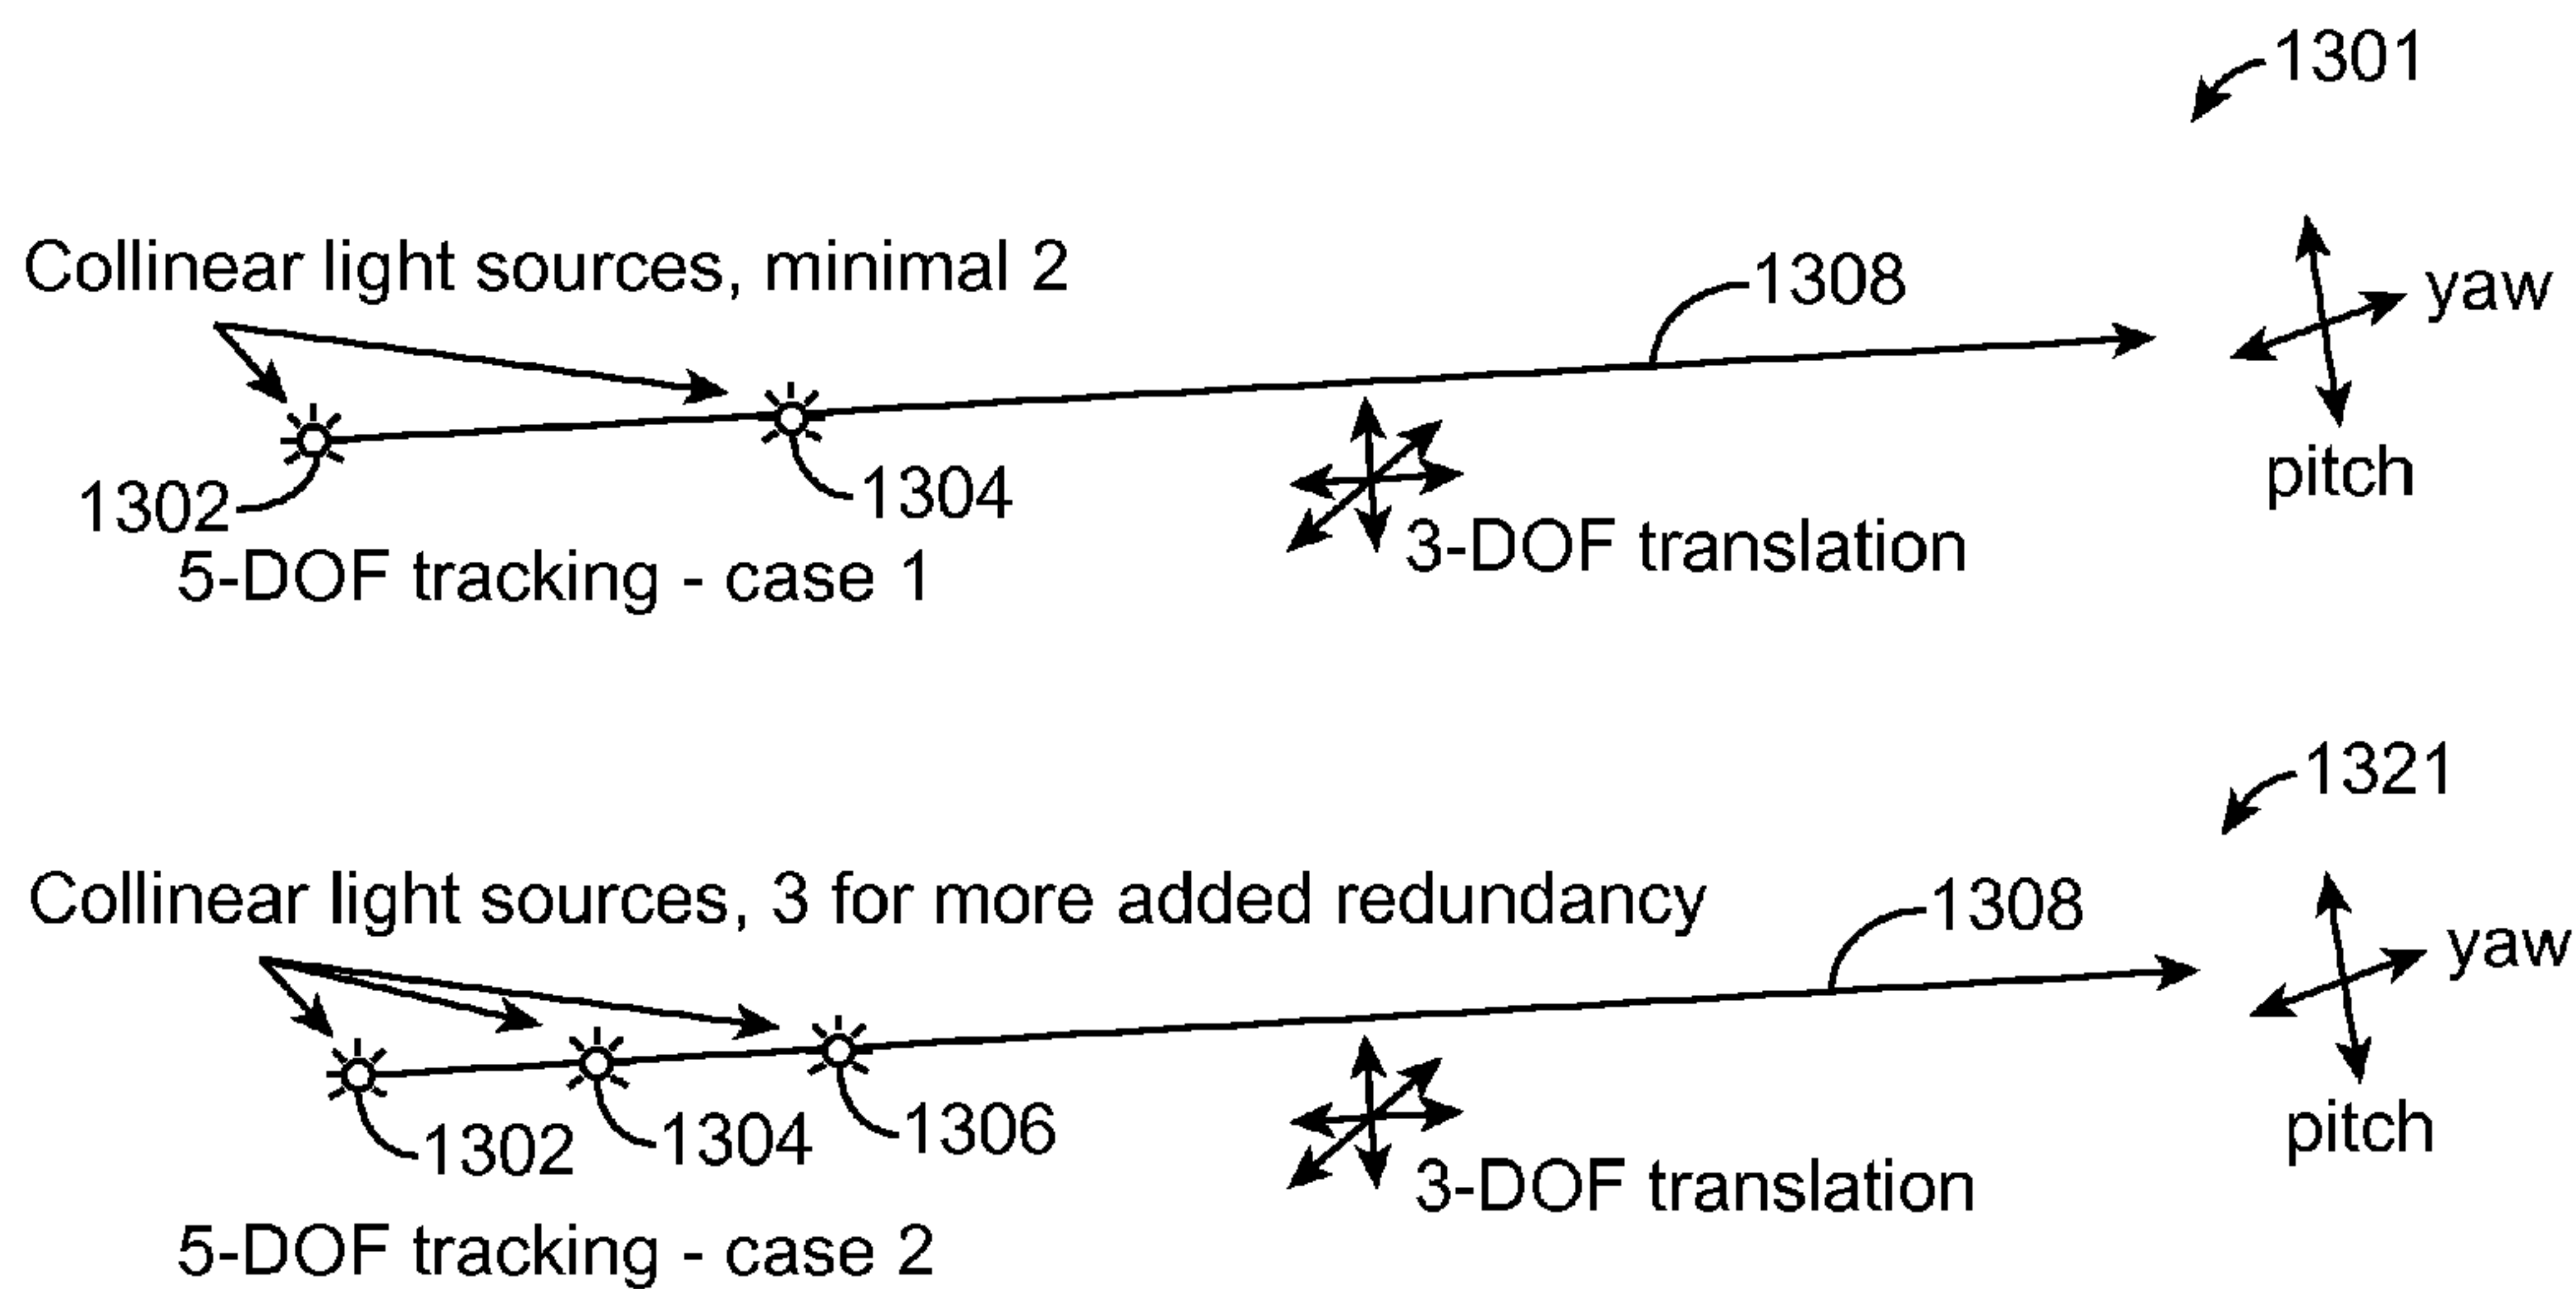 1301
Collinear light sources, minimal 2
1308
yaw
1302
1304
pitch
3-DOF translation
5-DOF tracking - case 1
1321
Collinear light sources, 3 for more added redundancy
1308
yaw
1302
1304
1306
pitch
3-DOF translation
5-DOF tracking - case 2